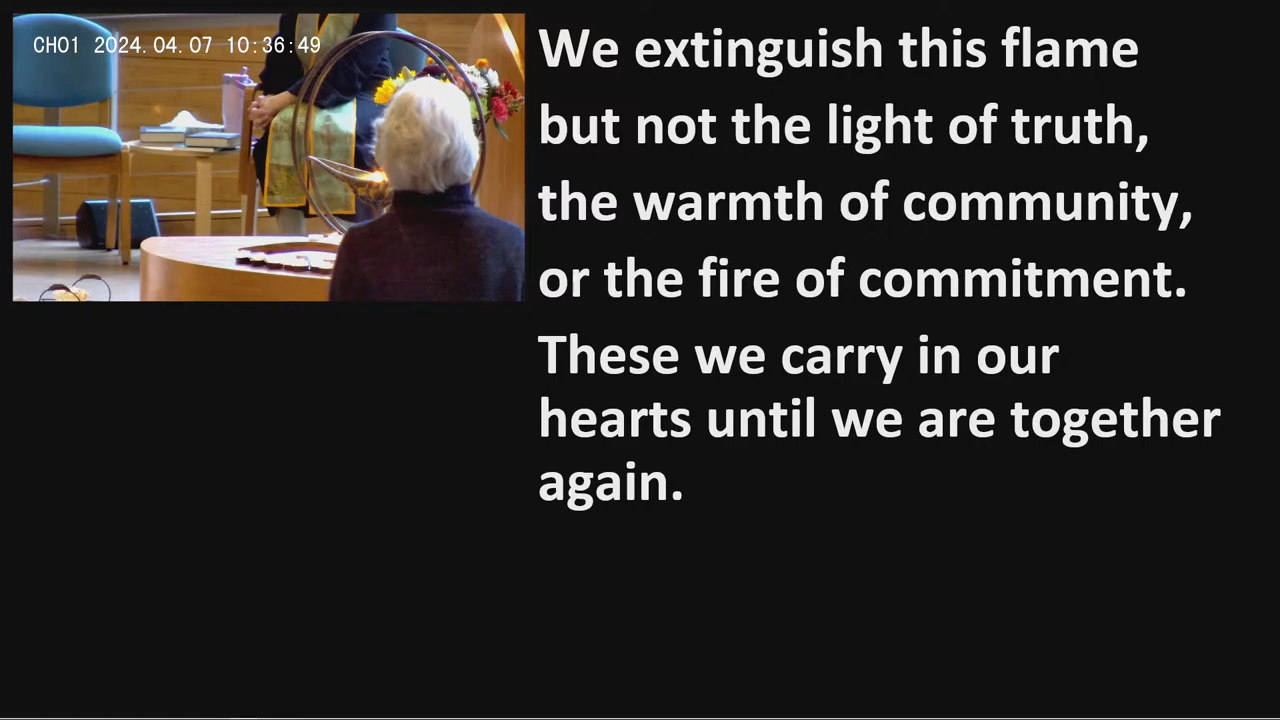 CH01 2024.04.07 10:36:49
We extinguish this flame
but not the light of truth,
the warmth of community,
or the fire of commitment.
These we carry in our
hearts until we are together
again.